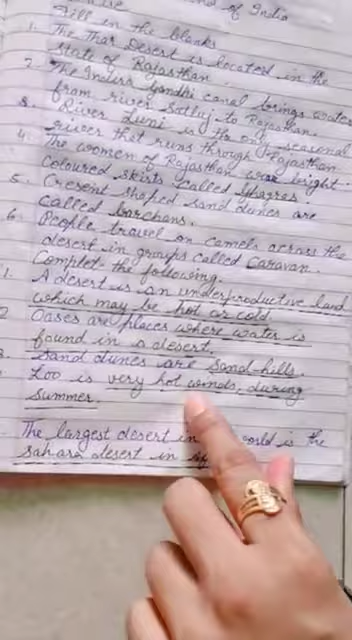 of India
Fill in the blanks
1. The Thar Desert is located in the
state of Rajasthan.
2. The Indira Gandhi canal brings water
from river Satluj to Rajasthan.
3. River Luni is the only seasonal
river that runs through Rajasthan
4. The women of Rajasthan wear bright
coloured skirts called ghagras.
5. Cresent shaped sand dunes are
called barchans.
6. People travel on camels across the
desert in groups called caravan.
Complet the following.
1. A desert is an underproductive land
which may be hot or cold.
2 Oases are places where water is
found in a desert.
3. Sand dunes are sand hills.
Loo is very hot winds, during
summer.
The largest desert in world is the
Sahara desert in